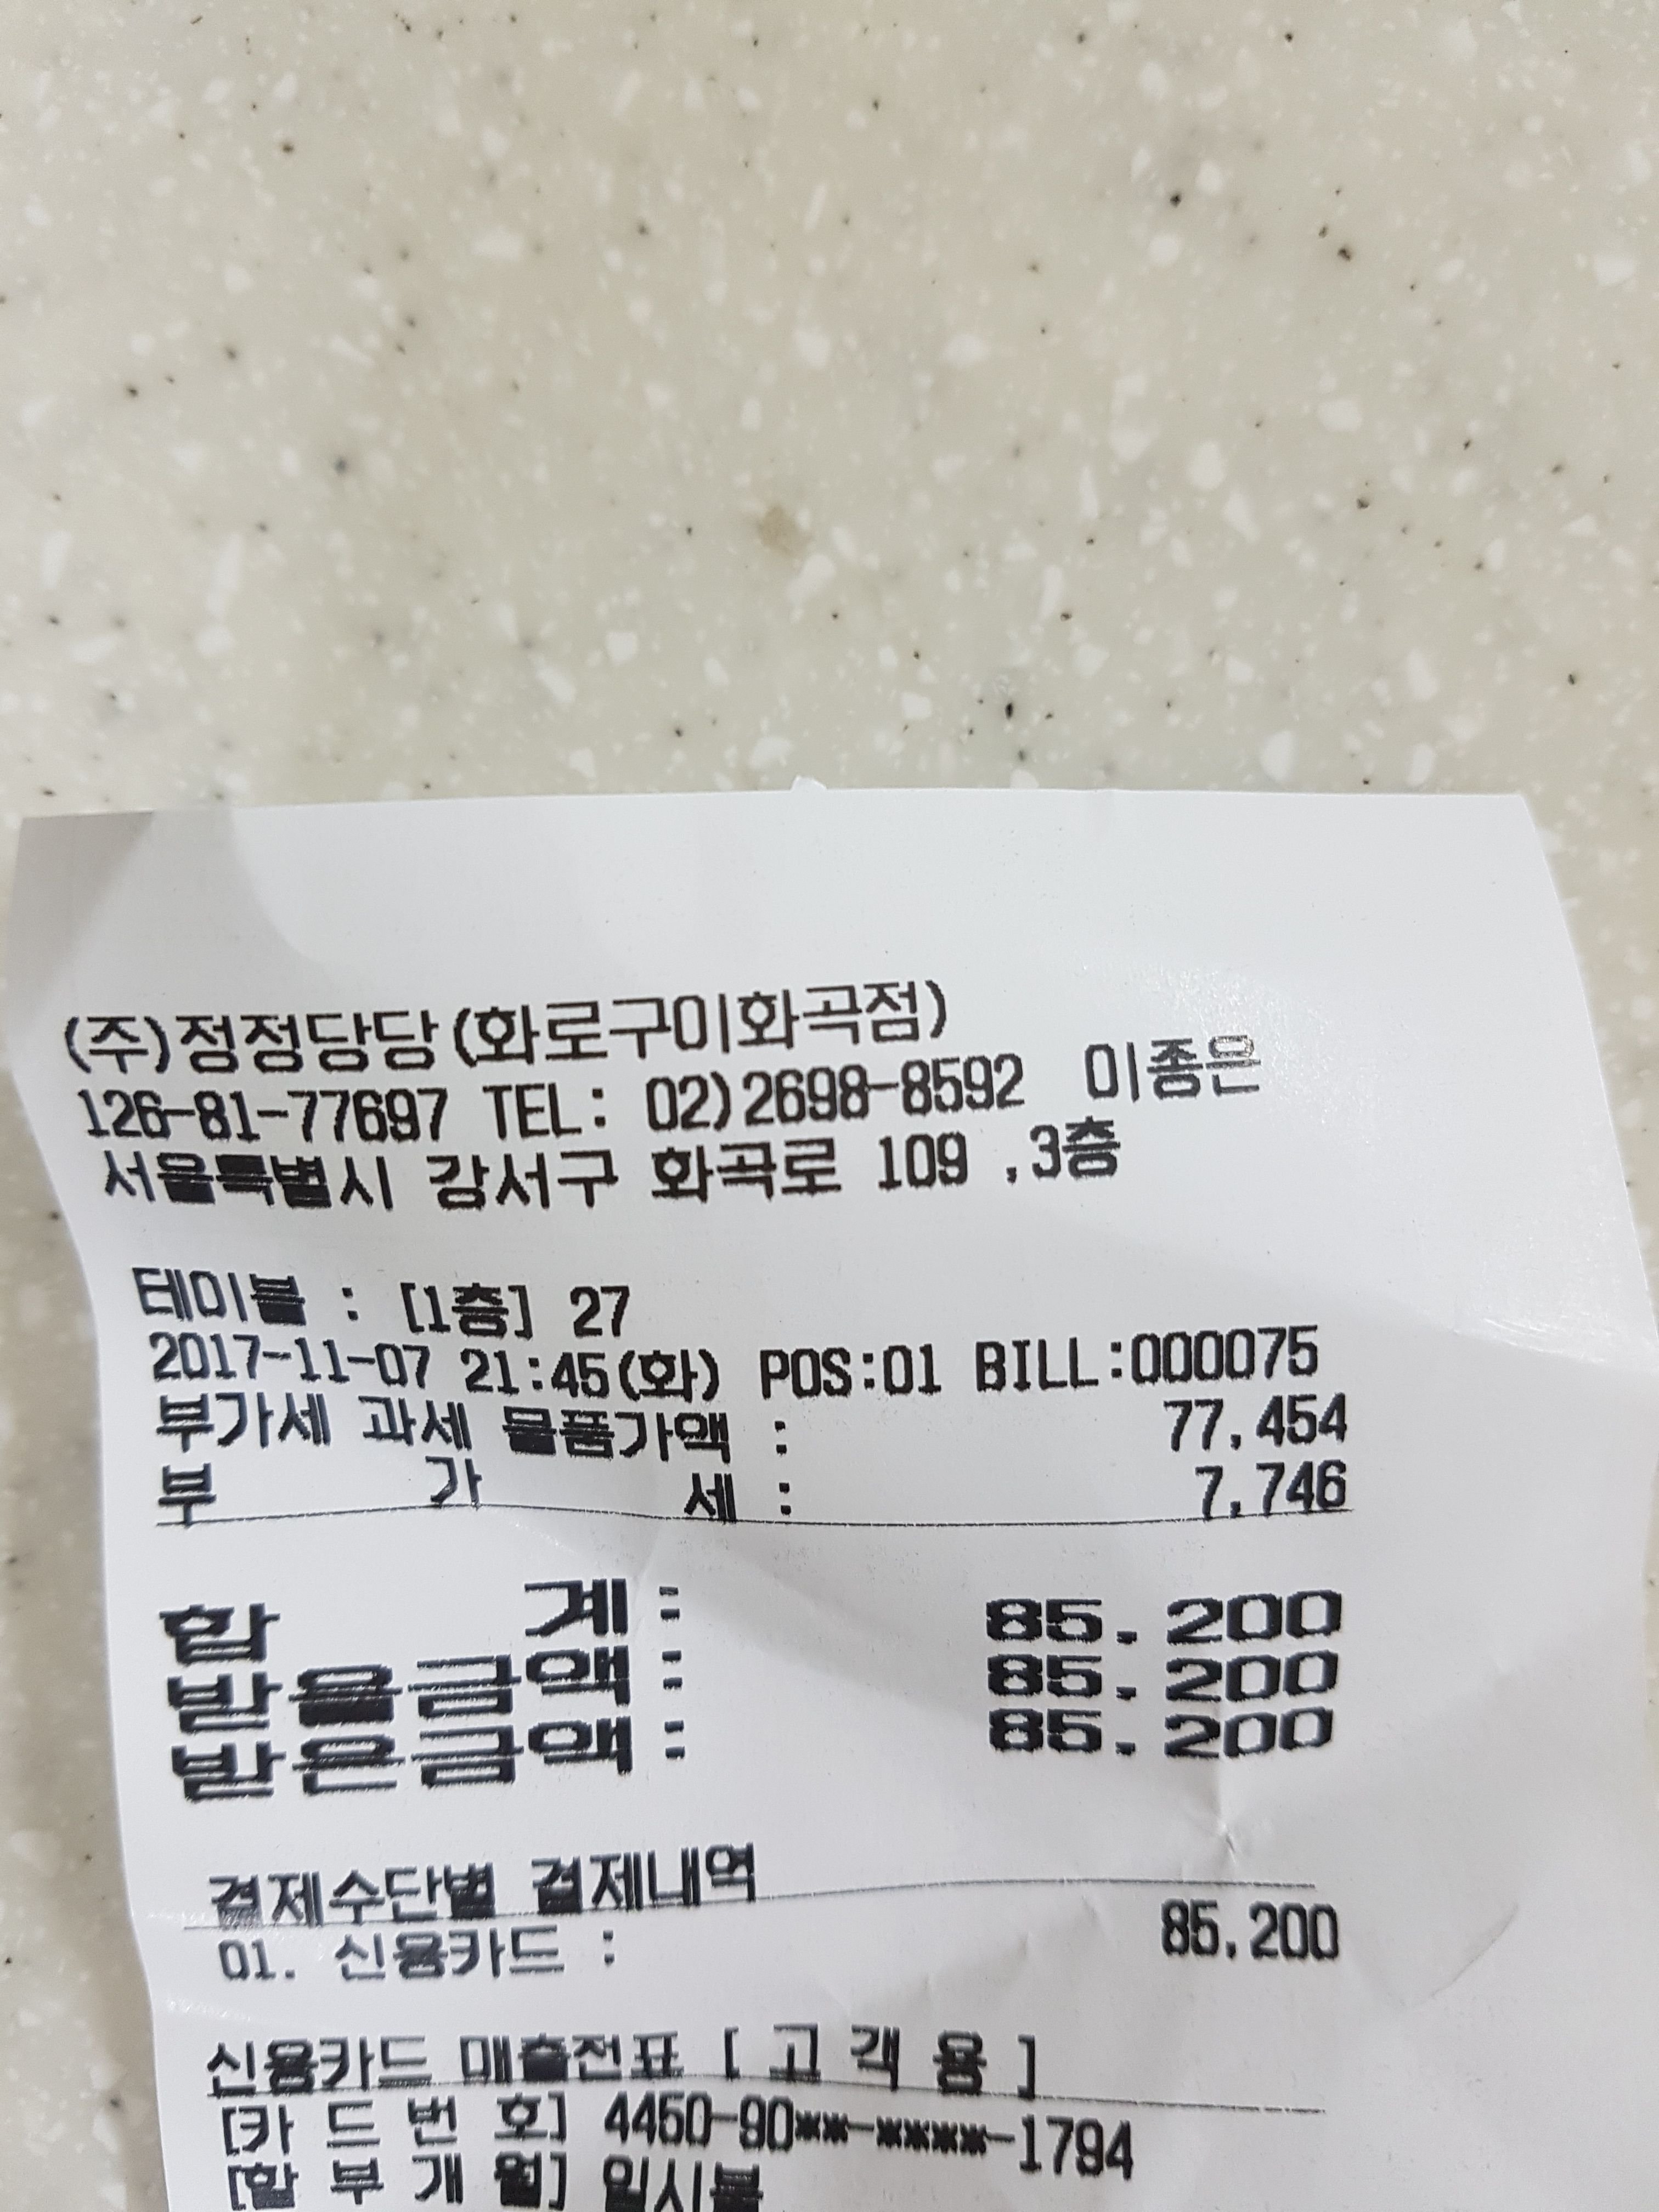 (주)정정당당(화로구이화곡점)
126-81-77697 TEL: 02)2698-8592 이종은
서울특별시 강서구 화곡로 109 ,3층
테이블 : [1층] 27
2017-11-07 21:45(화) POS:01 BILL:000075
부가세 과세 물품가액 : 77,454
부 가 세 : 7,746
합 계: 85,200
받을금액: 85,200
받은금액: 85,200
결제수단별 결제내역
01. 신용카드 : 85,200
신용카드 매출전표 [ 고 객 용 ]
[카 드 번 호] 4450-90**-****-1794
[할 부 개 월] 일시불